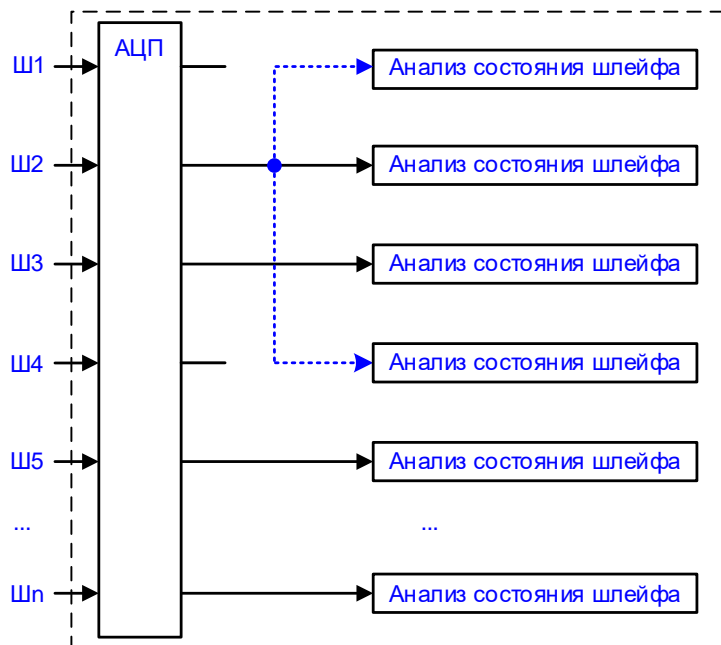 АЦП
Ш1
Анализ состояния шлейфа
Ш2
Анализ состояния шлейфа
Ш3
Анализ состояния шлейфа
Ш4
Анализ состояния шлейфа
Ш5
Анализ состояния шлейфа
...
...
Шn
Анализ состояния шлейфа